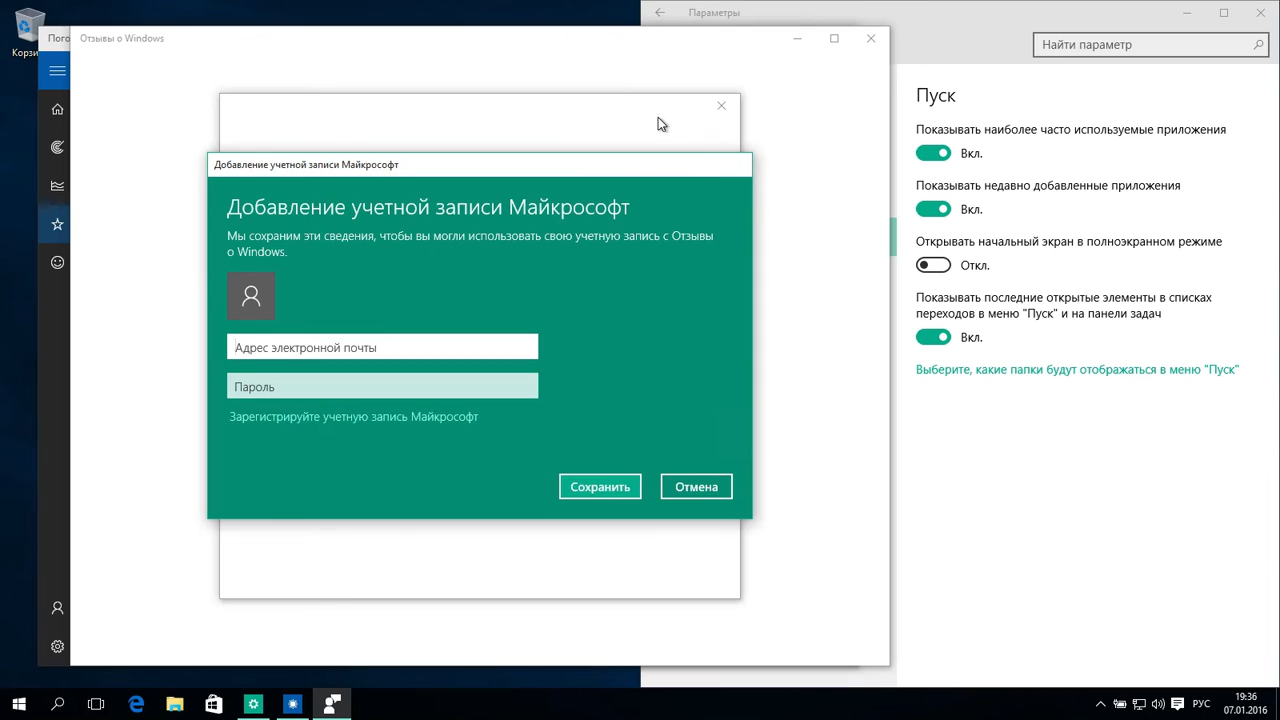 Корзи
Пого
Отзывы о Windows
Параметры
Найти параметр
Добавление учетной записи Майкрософт
Добавление учетной записи Майкрософт
Мы сохраним эти сведения, чтобы вы могли использовать свою учетную запись с Отзывы
о Windows.
Адрес электронной почты
Пароль
Зарегистрируйте учетную запись Майкрософт
Сохранить
Отмена
Пуск
Показывать наиболее часто используемые приложения
Вкл.
Показывать недавно добавленные приложения
Вкл.
Открывать начальный экран в полноэкранном режиме
Откл.
Показывать последние открытые элементы в списках
переходов в меню "Пуск" и на панели задач
Вкл.
Выберите, какие папки будут отображаться в меню "Пуск"
РУС
19:36
07.01.2016